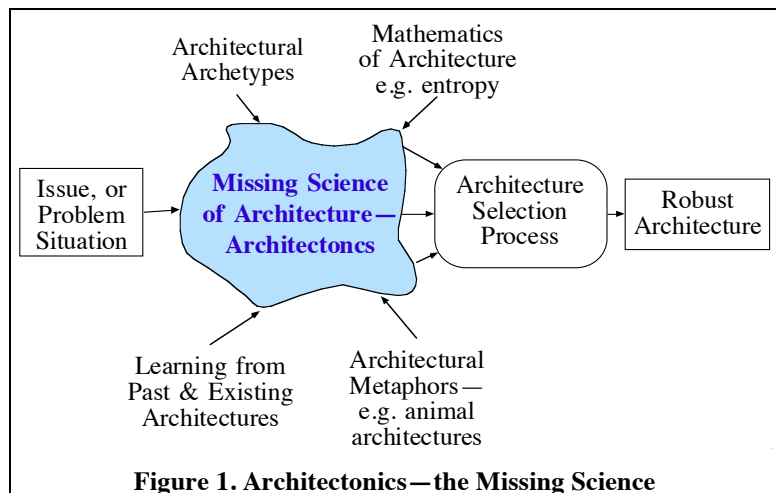 Architectural
Archetypes
Mathematics
of Architecture
e.g. entropy
Issue, or
Problem
Situation
Missing Science
of Architecture—
Architectoncs
Architecture
Selection
Process
Robust
Architecture
Learning from
Past & Existing
Architectures
Architectural
Metaphors—
e.g. animal
architectures
Figure 1. Architectonics—the Missing Science